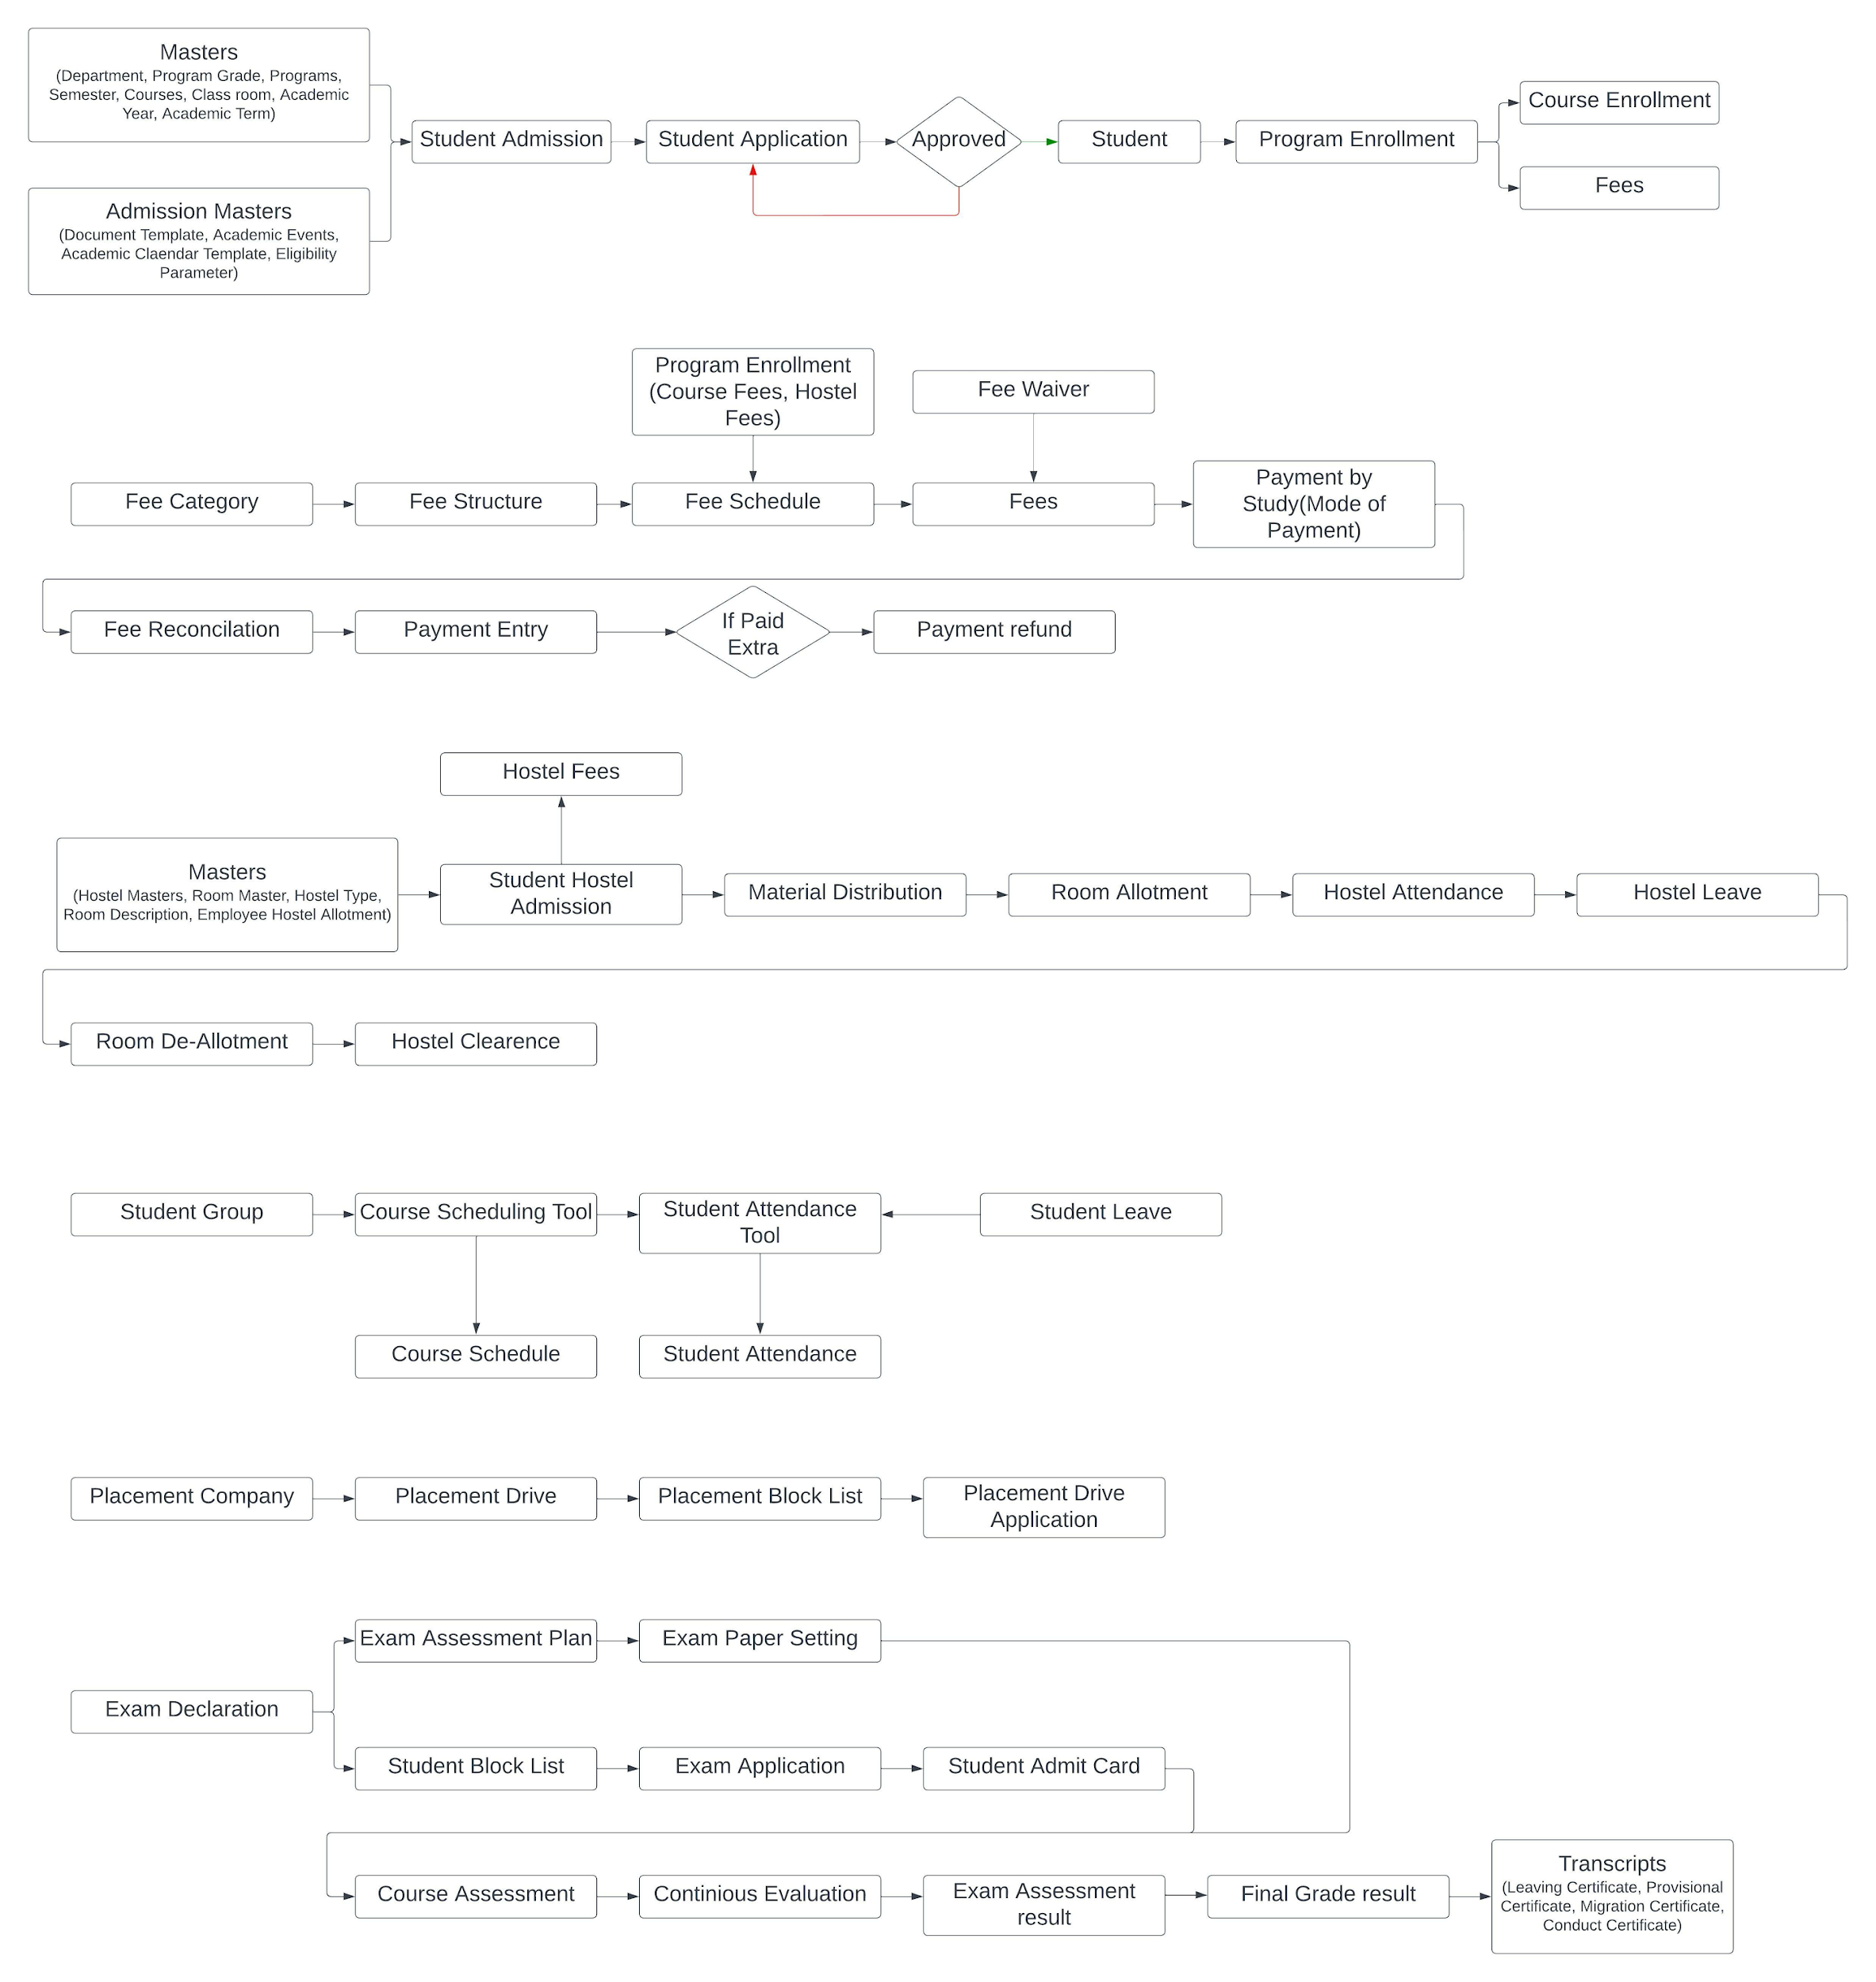 Masters
(Department, Program Grade, Programs,
Semester, Courses, Class room, Academic
Year, Academic Term)
Admission Masters
(Document Template, Academic Events,
Academic Claendar Template, Eligibility
Parameter)
Student Admission
Student Application
Approved
Student
Program Enrollment
Course Enrollment
Fees
Program Enrollment
(Course Fees, Hostel
Fees)
Fee Waiver
Fee Category
Fee Structure
Fee Schedule
Fees
Payment by
Study(Mode of
Payment)
Fee Reconcilation
Payment Entry
If Paid
Extra
Payment refund
Hostel Fees
Masters
(Hostel Masters, Room Master, Hostel Type,
Room Description, Employee Hostel Allotment)
Student Hostel
Admission
Material Distribution
Room Allotment
Hostel Attendance
Hostel Leave
Room De-Allotment
Hostel Clearence
Student Group
Course Scheduling Tool
Student Attendance
Tool
Student Leave
Course Schedule
Student Attendance
Placement Company
Placement Drive
Placement Block List
Placement Drive
Application
Exam Assessment Plan
Exam Paper Setting
Exam Declaration
Student Block List
Exam Application
Student Admit Card
Course Assessment
Continious Evaluation
Exam Assessment
result
Final Grade result
Transcripts
(Leaving Certificate, Provisional
Certificate, Migration Certificate,
Conduct Certificate)